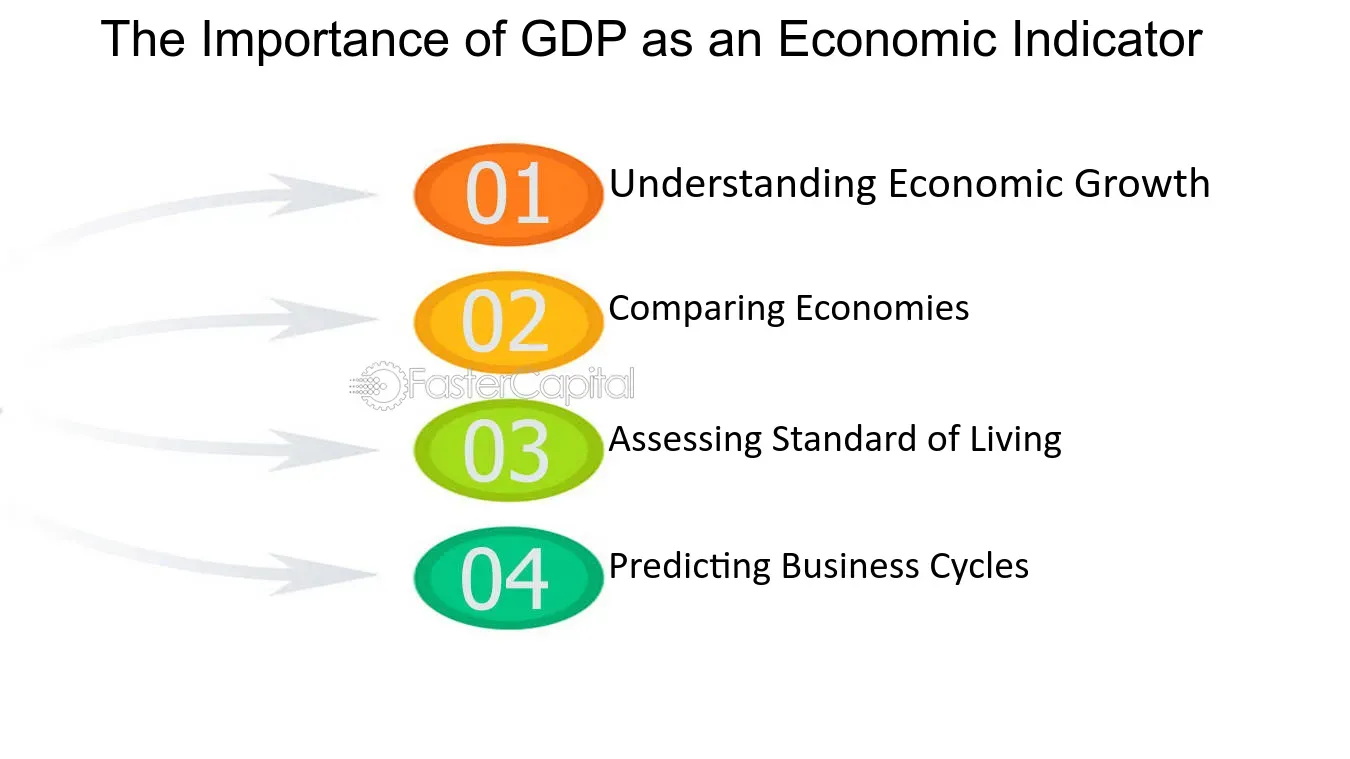 The Importance of GDP as an Economic Indicator
01 Understanding Economic Growth
02 Comparing Economies
FasterCapital
03 Assessing Standard of Living
04 Predicting Business Cycles